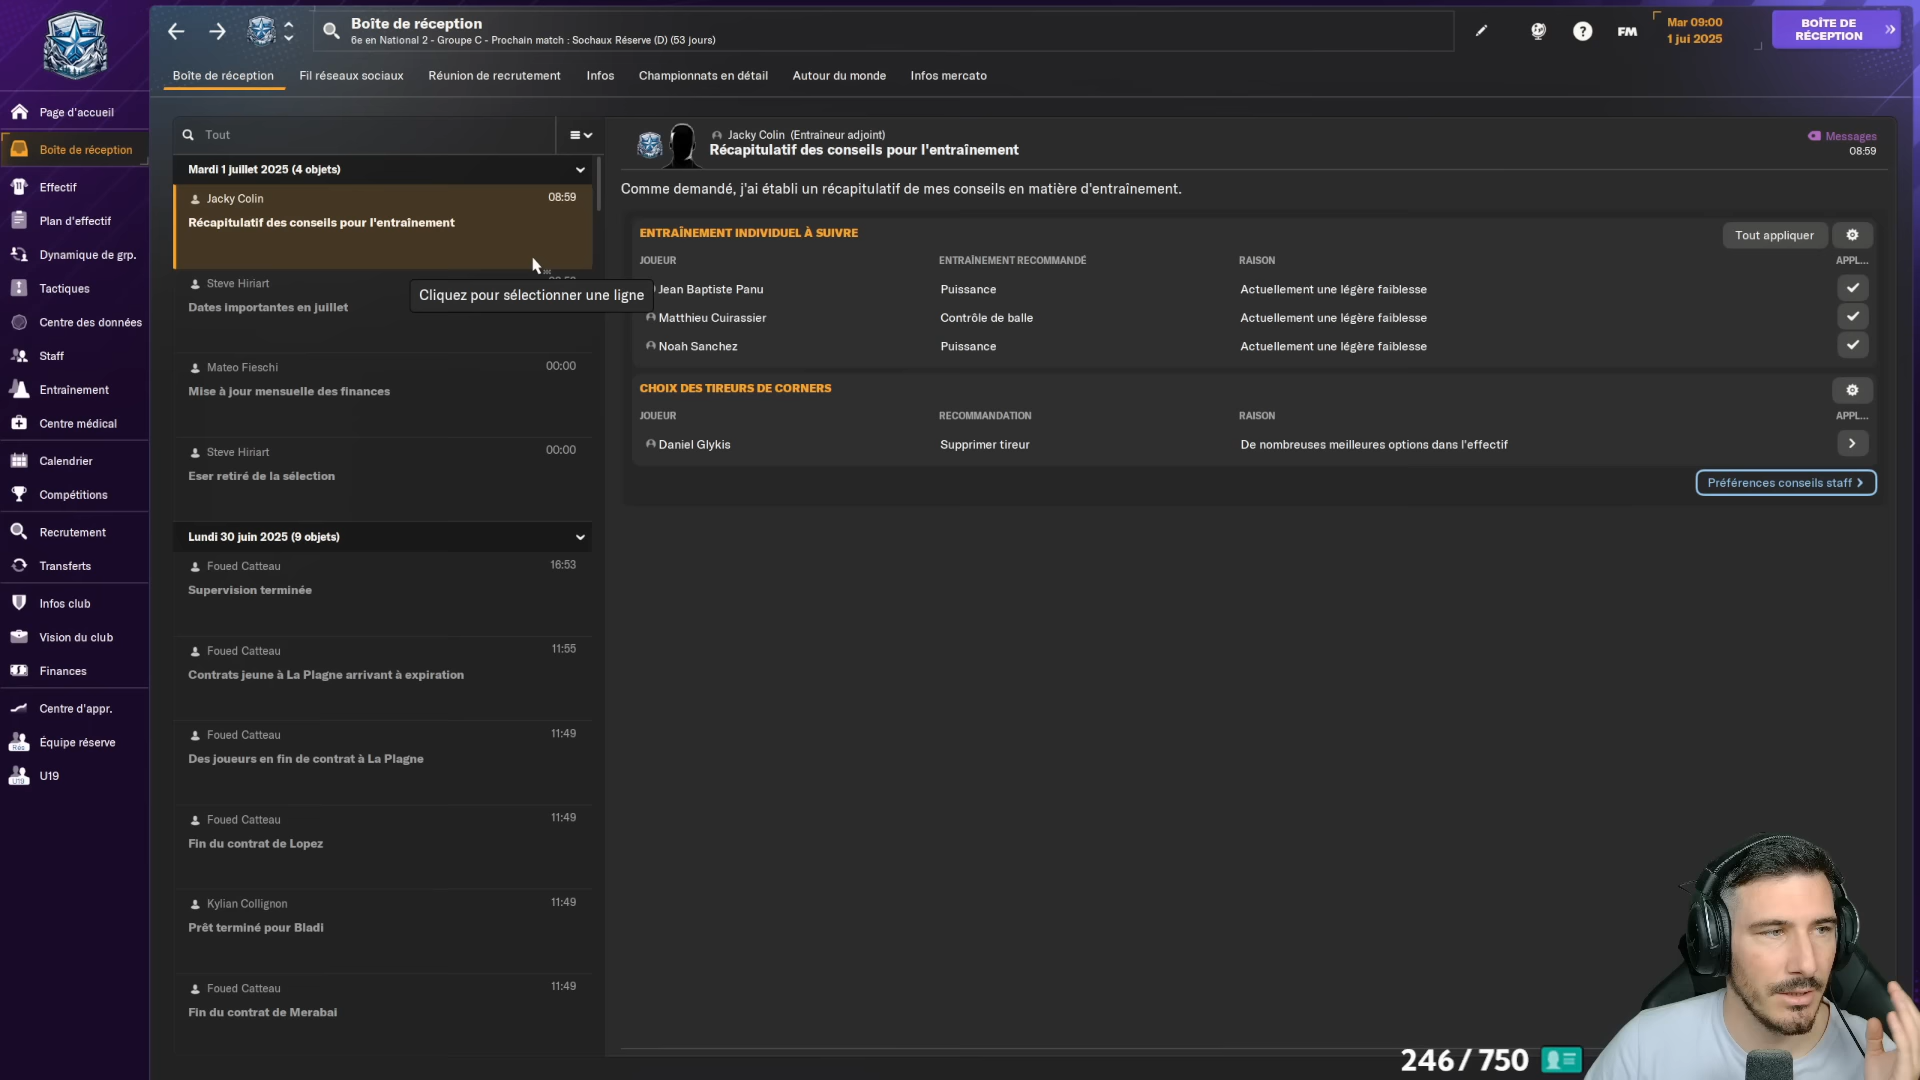 Boîte de réception
6e en National 2 - Groupe C - Prochain match : Sochaux Réserve (D) (53 jours)
FM
Mar 09:00
1 jui 2025
BOÎTE DE
RÉCEPTION
Boîte de réception
Fil réseaux sociaux
Réunion de recrutement
Infos
Championnats en détail
Autour du monde
Infos mercato
Page d'accueil
Boîte de réception
Effectif
Plan d'effectif
Dynamique de grp.
Tactiques
Centre des données
Staff
Entraînement
Centre médical
Calendrier
Compétitions
Recrutement
Transferts
Infos club
Vision du club
Finances
Centre d'appr.
Équipe réserve
U19
Tout
Mardi 1 juillet 2025 (4 objets)
Jacky Colin 08:59
Récapitulatif des conseils pour l'entraînement
Steve Hiriart
Dates importantes en juillet
Cliquez pour sélectionner une ligne
Mateo Fieschi 00:00
Mise à jour mensuelle des finances
Steve Hiriart 00:00
Eser retiré de la sélection
Lundi 30 juin 2025 (9 objets)
Foued Catteau 16:53
Supervision terminée
Foued Catteau 11:55
Contrats jeune à La Plagne arrivant à expiration
Foued Catteau 11:49
Des joueurs en fin de contrat à La Plagne
Foued Catteau 11:49
Fin du contrat de Lopez
Kylian Collignon 11:49
Prêt terminé pour Bladi
Foued Catteau 11:49
Fin du contrat de Merabai
Jacky Colin (Entraîneur adjoint)
Récapitulatif des conseils pour l'entraînement
Messages
08:59
Comme demandé, j'ai établi un récapitulatif de mes conseils en matière d'entraînement.
ENTRAÎNEMENT INDIVIDUEL À SUIVRE
Tout appliquer
JOUEUR ENTRAÎNEMENT RECOMMANDÉ RAISON APPL...
Jean Baptiste Panu Puissance Actuellement une légère faiblesse
Matthieu Cuirassier Contrôle de balle Actuellement une légère faiblesse
Noah Sanchez Puissance Actuellement une légère faiblesse
CHOIX DES TIREURS DE CORNERS
JOUEUR RECOMMANDATION RAISON APPL...
Daniel Glykis Supprimer tireur De nombreuses meilleures options dans l'effectif
Préférences conseils staff
246/750